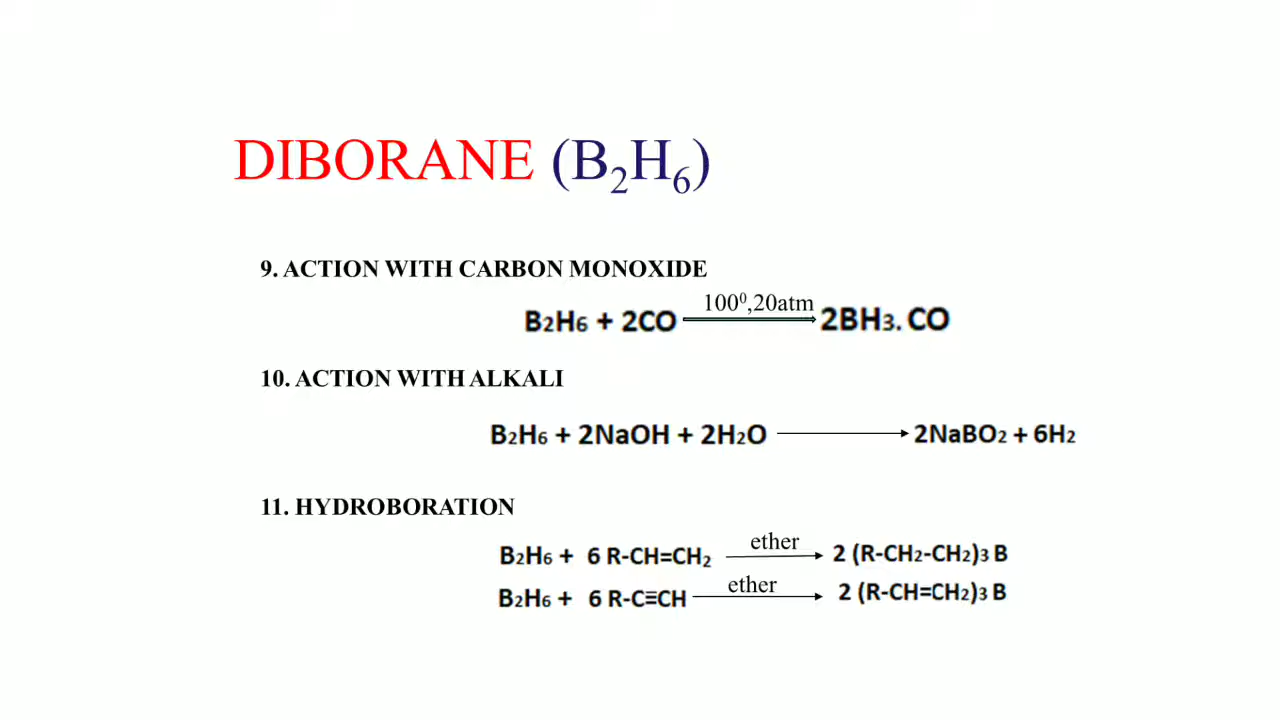 DIBORANE (B₂H₆)
9. ACTION WITH CARBON MONOXIDE
100⁰,20atm
B₂H₆ + 2CO ⟶ 2BH₃. CO
10. ACTION WITH ALKALI
B₂H₆ + 2NaOH + 2H₂O ⟶ 2NaBO₂ + 6H₂
11. HYDROBORATION
ether
B₂H₆ + 6 R-CH=CH₂ ⟶ 2 (R-CH₂-CH₂)₃ B
ether
B₂H₆ + 6 R-C≡CH ⟶ 2 (R-CH=CH₂)₃ B